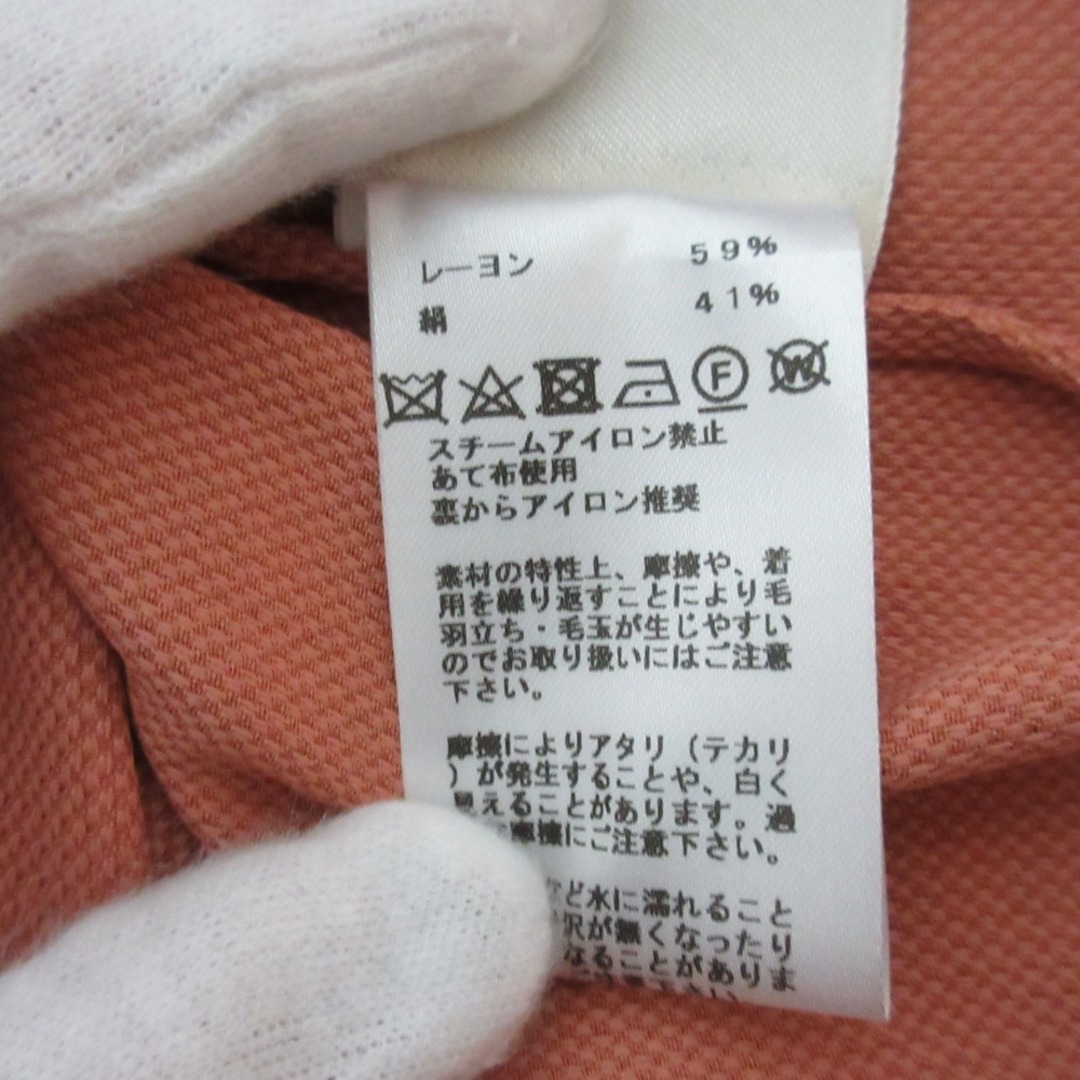 レーヨン 59%
絹 41%
F W
スチームアイロン禁止
あて布使用
裏からアイロン推奨
素材の特性上、摩擦や、着
用を繰り返すことにより毛
羽立ち・毛玉が生じやすい
のでお取り扱いにはご注意
下さい。
摩擦によりアタリ（テカリ
）が発生することや、白く
見えることがあります。過
摩擦にご注意下さい。
ど水に濡れること
沢が無くなったり
なることがありま
下さい